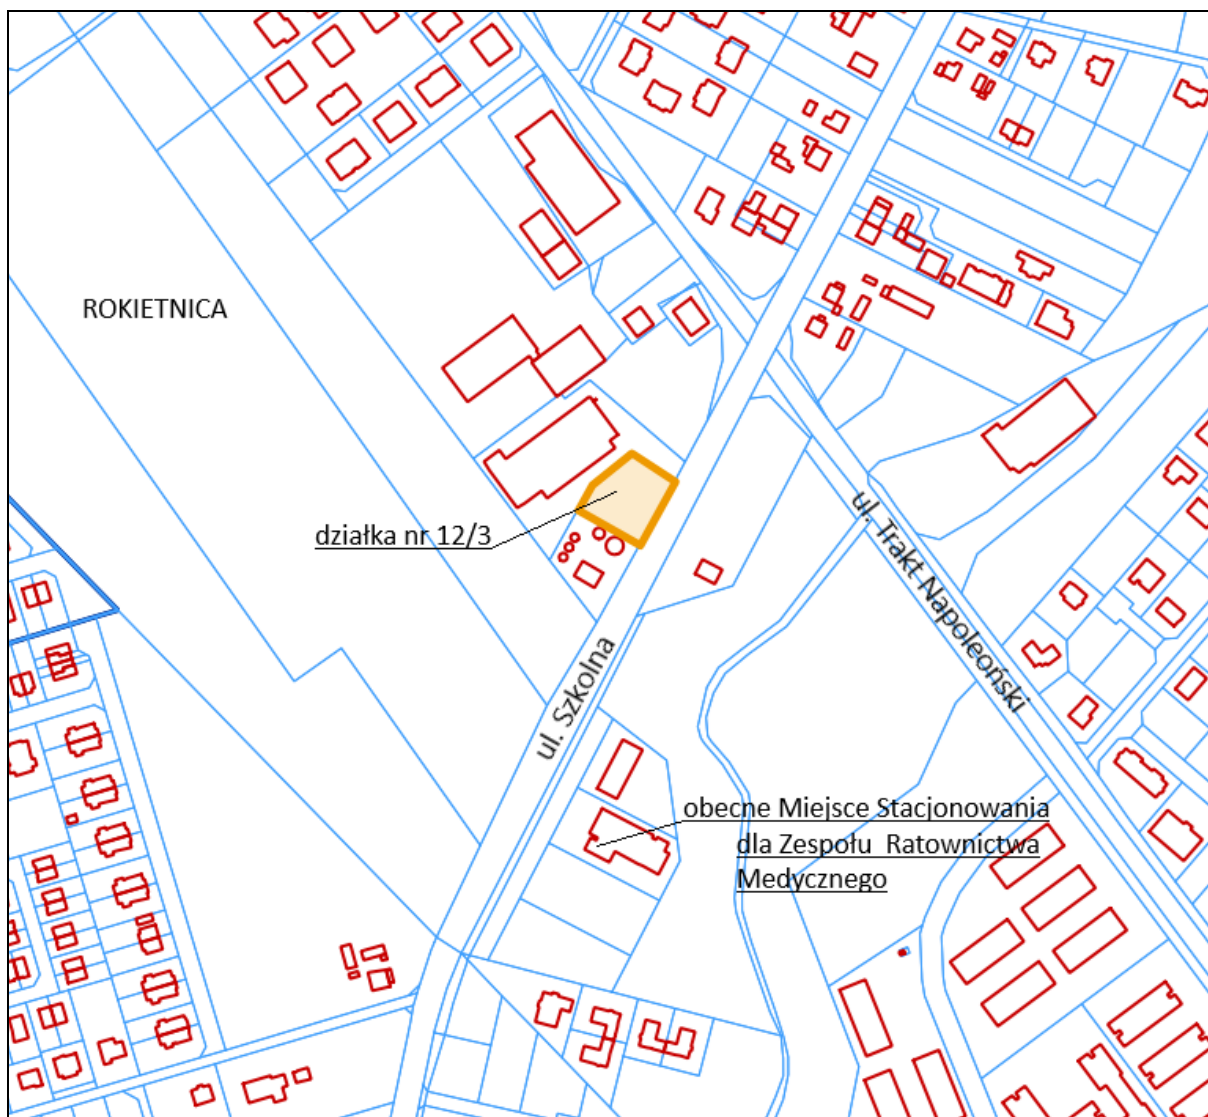 ROKIETNICA
działka nr 12/3
ul. Trakt Napoleoński
ul. Szkolna
obecne Miejsce Stacjonowania
dla Zespołu Ratownictwa
Medycznego